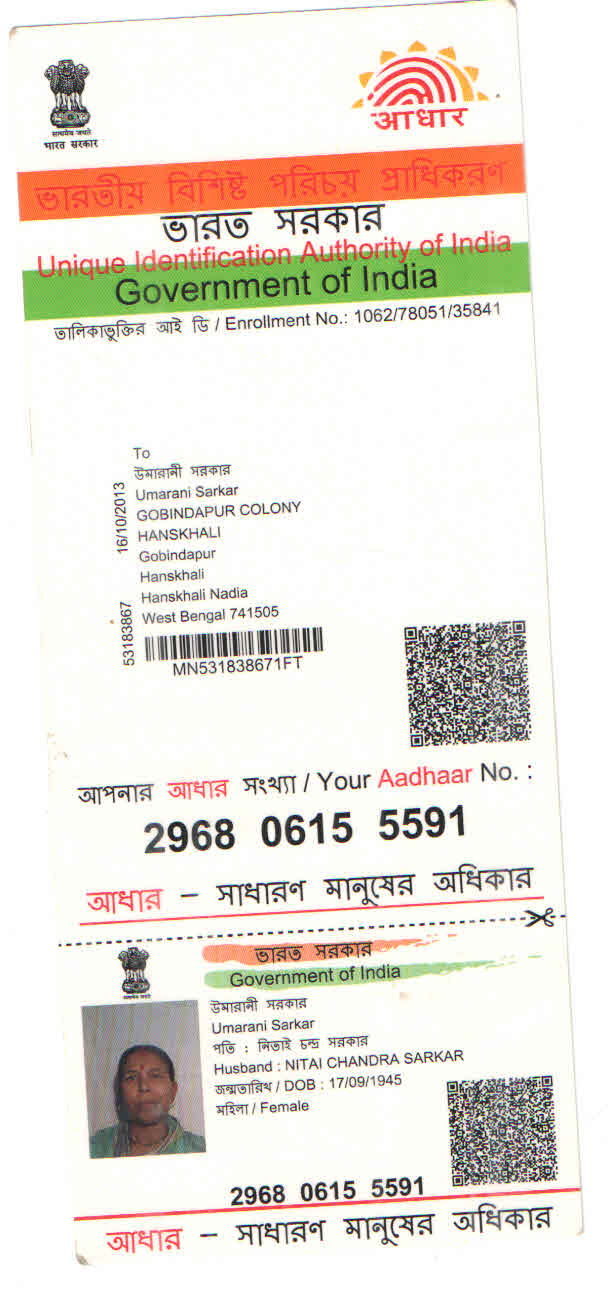 सत्यमेव जयते
भारत सरकार
आधार
ভারতীয় বিশিষ্ট পরিচয় প্রাধিকরণ
ভারত সরকার
Unique Identification Authority of India
Government of India
তালিকাভুক্তির আই ডি / Enrollment No.: 1062/78051/35841
To
উমারানী সরকার
Umarani Sarkar
GOBINDAPUR COLONY
HANSKHALI
Gobindapur
Hanskhali
Hanskhali Nadia
West Bengal 741505
16/10/2013
53183867
MN531838671FT
আপনার আধার সংখ্যা / Your Aadhaar No. :
2968 0615 5591
আধার – সাধারণ মানুষের অধিকার
ভারত সরকার
Government of India
উমারানী সরকার
Umarani Sarkar
পতি : নিতাই চন্দ্র সরকার
Husband : NITAI CHANDRA SARKAR
জন্মতারিখ / DOB : 17/09/1945
মহিলা / Female
2968 0615 5591
আধার – সাধারণ মানুষের অধিকার